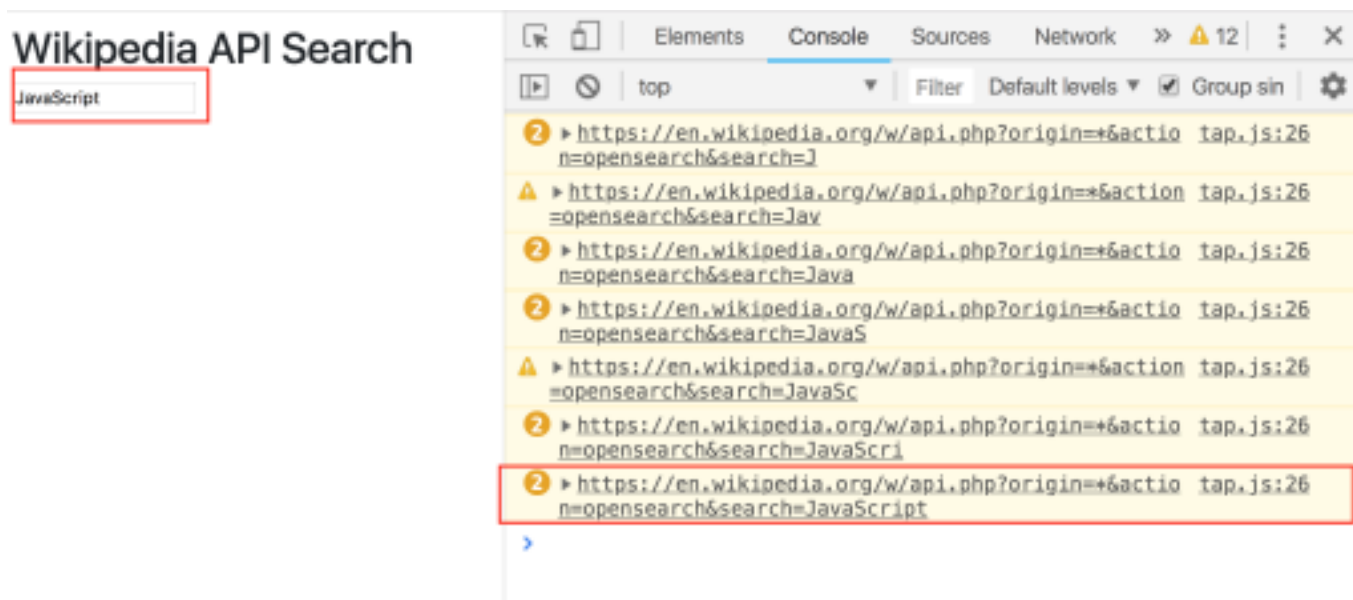 Wikipedia API Search
JavaScript
Elements Console Sources Network » 12
top Filter Default levels ▼ Group sin
2 https://en.wikipedia.org/w/api.php?origin=*&actio tap.js:26
n=opensearch&search=J
https://en.wikipedia.org/w/api.php?origin=*&action tap.js:26
=opensearch&search=Jav
2 https://en.wikipedia.org/w/api.php?origin=*&actio tap.js:26
n=opensearch&search=Java
2 https://en.wikipedia.org/w/api.php?origin=*&actio tap.js:26
n=opensearch&search=JavaS
https://en.wikipedia.org/w/api.php?origin=*&action tap.js:26
=opensearch&search=JavaSc
2 https://en.wikipedia.org/w/api.php?origin=*&actio tap.js:26
n=opensearch&search=JavaScri
2 https://en.wikipedia.org/w/api.php?origin=*&actio tap.js:26
n=opensearch&search=JavaScript